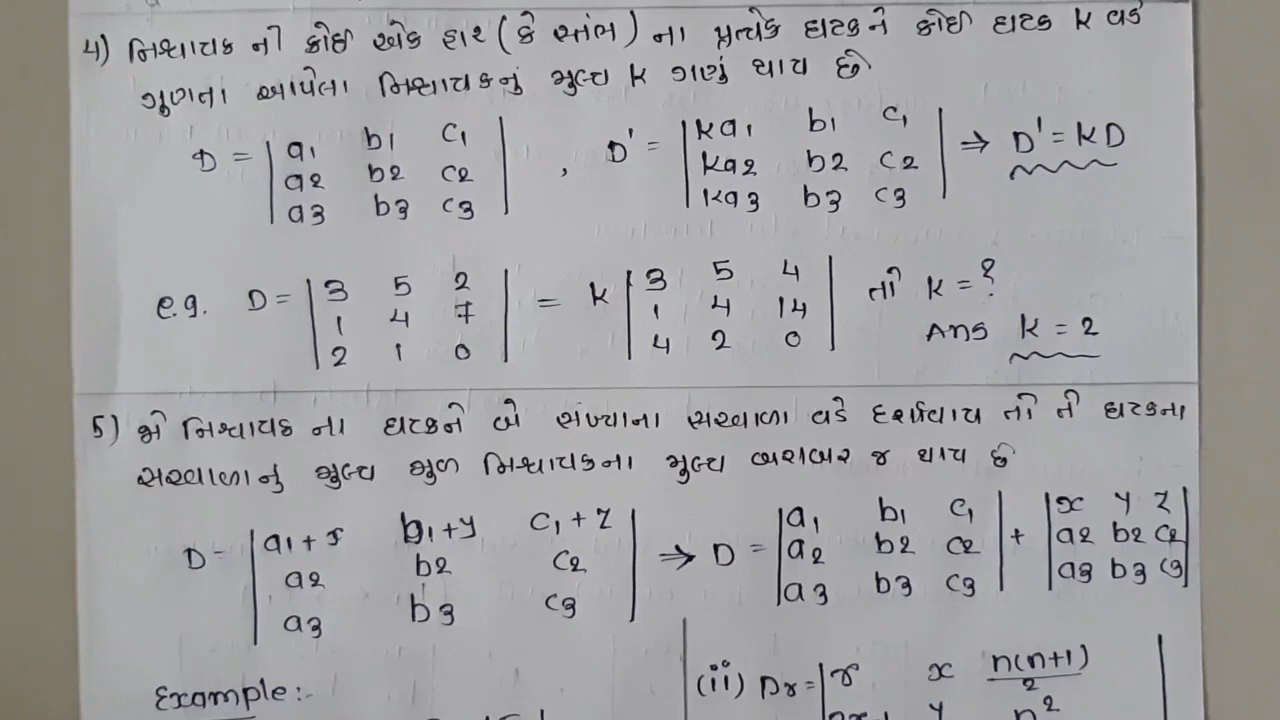 4) નિશ્ચાયક ની કોઈ એક હાર (કે સ્તંભ) ના પ્રત્યેક ઘટકને કોઈ ઘટક K વડે
ગુણતા આપેલા નિશ્ચાયકનું મુલ્ય K ગણું થાય છે
D = | a1 b1 c1 | , D' = | ka1 b1 c1 | ⇒ D' = KD
| a2 b2 c2 | | ka2 b2 c2 |
| a3 b3 c3 | | ka3 b3 c3 |
e.g. D = | 3 5 2 | = K | 3 5 4 | તો K = ?
| 1 4 7 | | 1 4 14 | Ans K = 2
| 2 1 0 | | 4 2 0 |
5) જો નિશ્ચાયક ના ઘટકને બે સંખ્યાના સરવાળા વડે દર્શાવાય તો તે ઘટકના
સરવાળાનું મુલ્ય મુળ નિશ્ચાયકના મુલ્ય બરાબર જ થાય છે
D = | a1+x b1+y c1+z | ⇒ D = | a1 b1 c1 | + | x y z |
| a2 b2 c2 | | a2 b2 c2 | | a2 b2 c2 |
| a3 b3 c3 | | a3 b3 c3 | | a3 b3 c3 |
Example:-
(ii) Dr = | r x n(n+1)/2 |
y n2